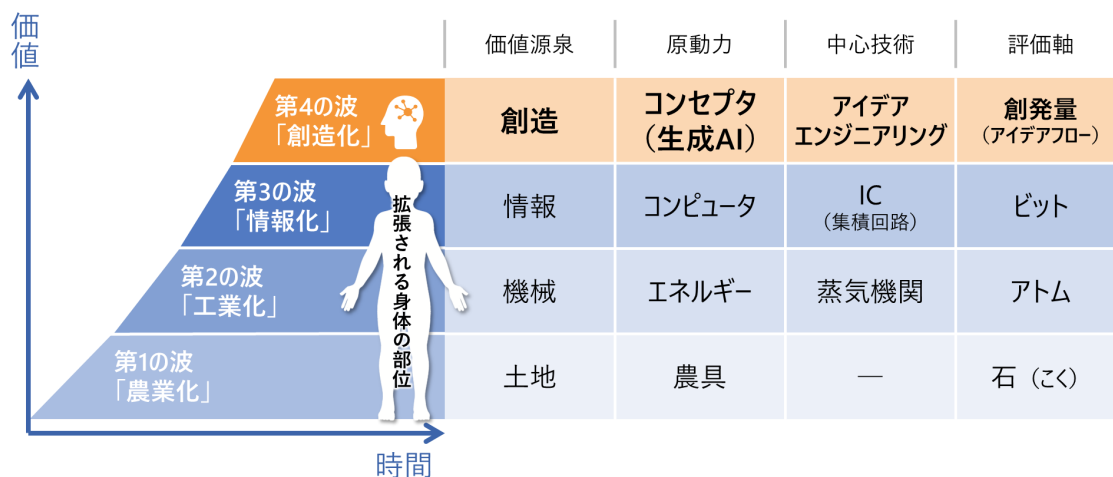 価値
価値源泉
原動力
中心技術
評価軸
第4の波
「創造化」
創造
コンセプタ
(生成AI)
アイデア
エンジニアリング
創発量
(アイデアフロー)
第3の波
「情報化」
情報
コンピュータ
IC
(集積回路)
ビット
拡張される身体の部位
第2の波
「工業化」
機械
エネルギー
蒸気機関
アトム
第1の波
「農業化」
土地
農具
—
石（こく）
時間